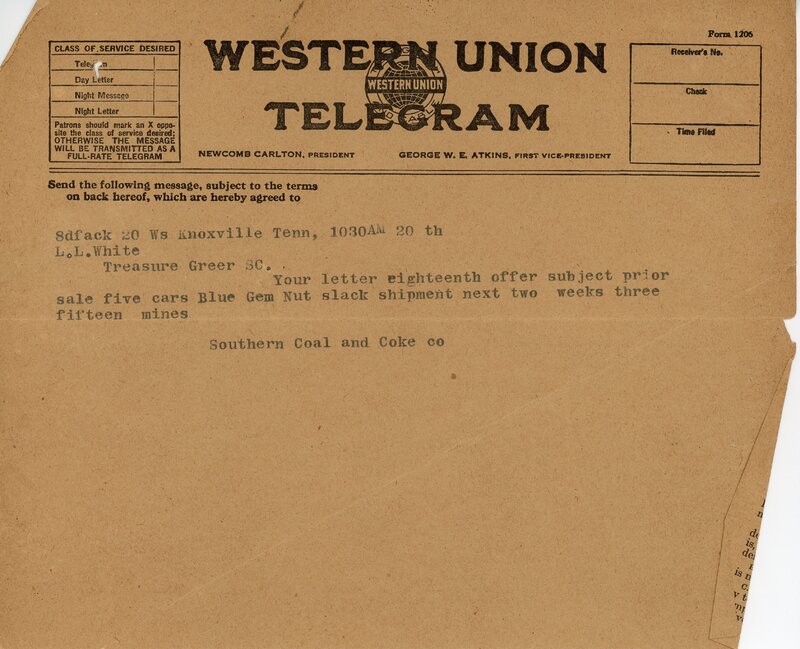 Form 1206
CLASS OF SERVICE DESIRED
Telegram
Day Letter
Night Message
Night Letter
Patrons should mark an X oppo-
site the class of service desired;
OTHERWISE THE MESSAGE
WILL BE TRANSMITTED AS A
FULL-RATE TELEGRAM
WESTERN UNION
WESTERN UNION
TELEGRAM
NEWCOMB CARLTON, PRESIDENT GEORGE W. E. ATKINS, FIRST VICE-PRESIDENT
Receiver's No.
Check
Time Filed
Send the following message, subject to the terms
on back hereof, which are hereby agreed to
8dfack 20 Ws Knoxville Tenn, 1030AM 20 th
L.L.White
Treasure Greer SC.
Your letter eighteenth offer subject prior
sale five cars Blue Gem Nut slack shipment next two weeks three
fifteen mines
Southern Coal and Coke co